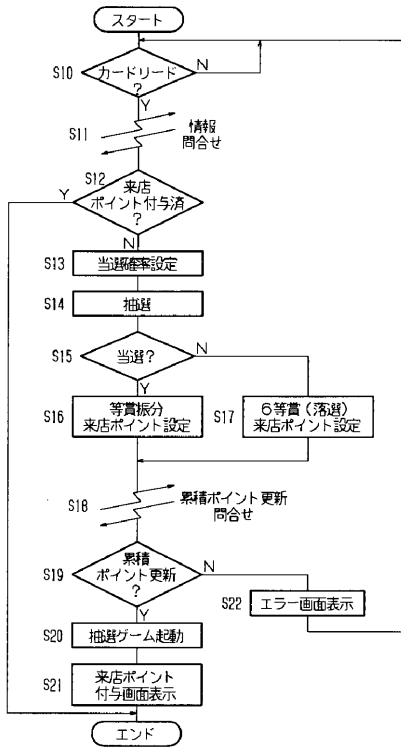 スタート
S10
カードリード
?
N
Y
S11
情報
問合せ
S12
Y
来店
ポイント付与済
?
N
S13
当選確率設定
S14
抽選
S15
当選?
N
Y
S16
等賞振分
来店ポイント設定
S17
6等賞(落選)
来店ポイント設定
S18
累積ポイント更新
問合せ
S19
累積
ポイント更新
?
N
Y
S22
エラー画面表示
S20
抽選ゲーム起動
S21
来店ポイント
付与画面表示
エンド